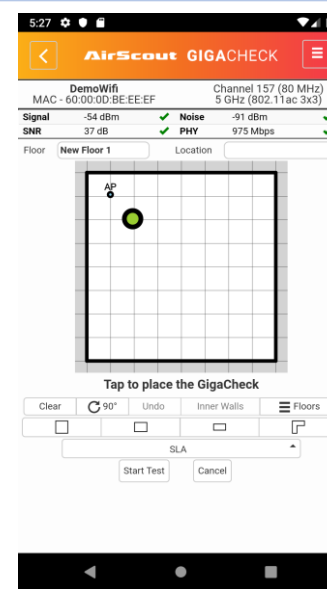 5:27
AirScout GIGACHECK
DemoWifi Channel 157 (80 MHz)
MAC - 60:00:0D:BE:EE:EF 5 GHz (802.11ac 3x3)
Signal -54 dBm Noise -91 dBm
SNR 37 dB PHY 975 Mbps
Floor New Floor 1 Location
AP
Tap to place the GigaCheck
Clear 90° Undo Inner Walls Floors
SLA
Start Test Cancel